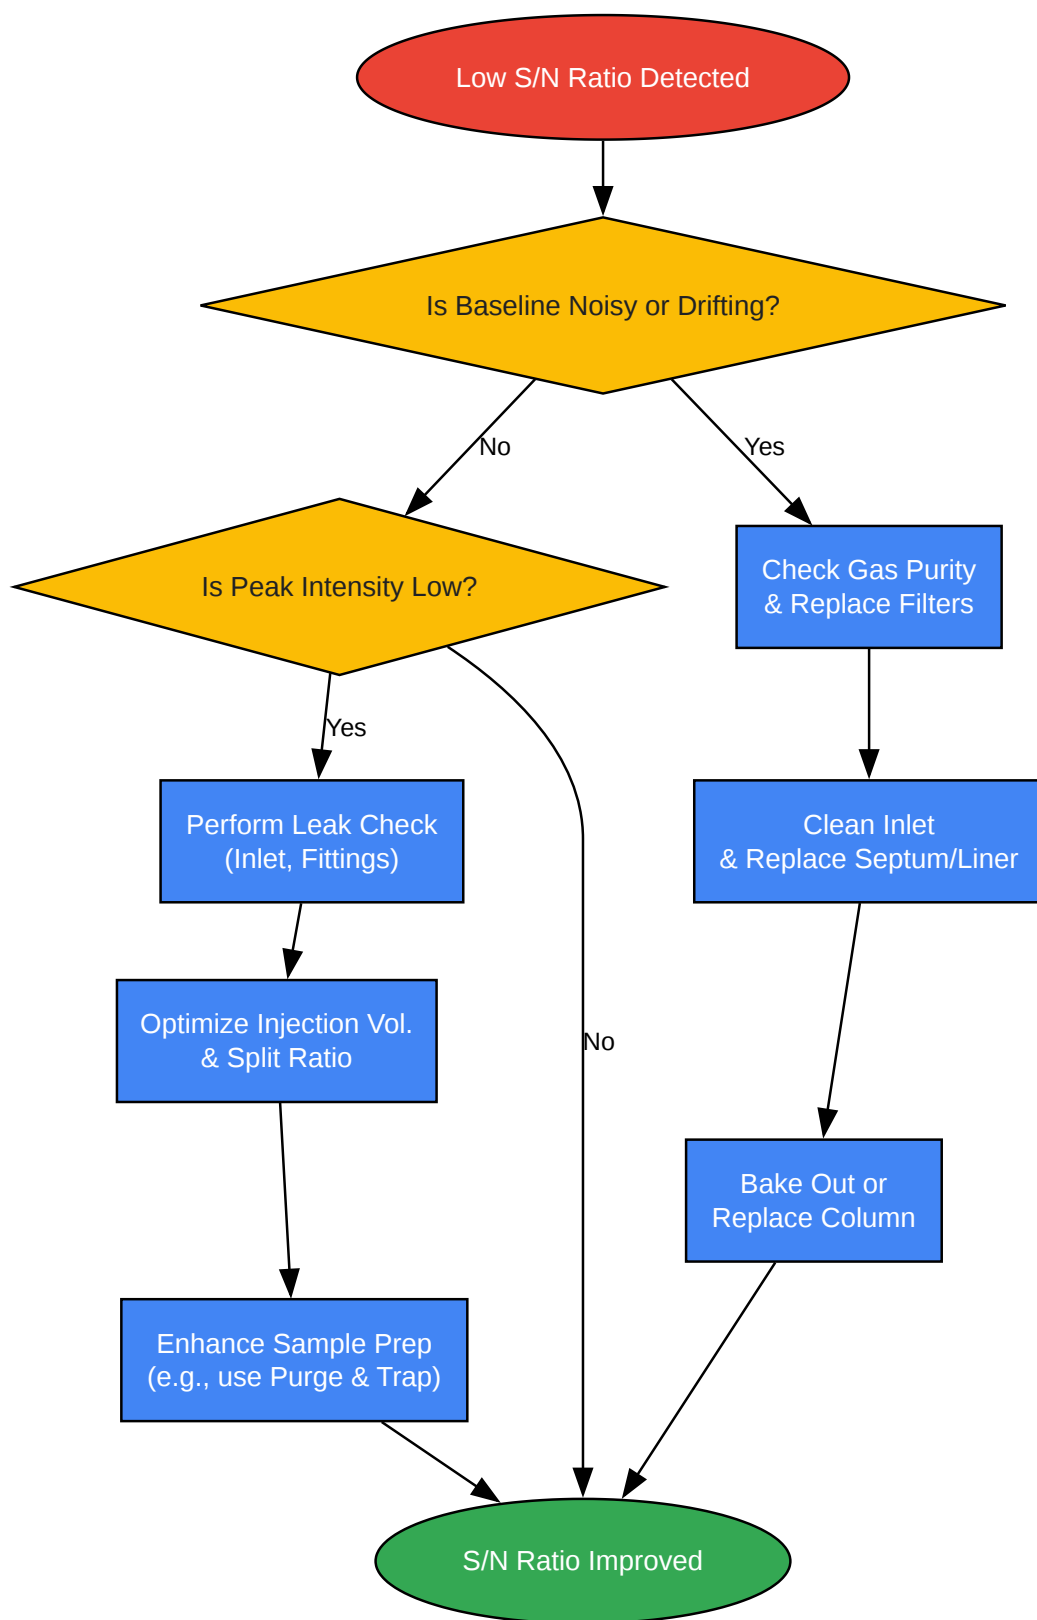 Low S/N Ratio Detected
Is Baseline Noisy or Drifting?
No
Yes
Is Peak Intensity Low?
Check Gas Purity
& Replace Filters
Yes
Perform Leak Check
(Inlet, Fittings)
Clean Inlet
& Replace Septum/Liner
Optimize Injection Vol.
& Split Ratio
No
Bake Out or
Replace Column
Enhance Sample Prep
(e.g., use Purge & Trap)
S/N Ratio Improved